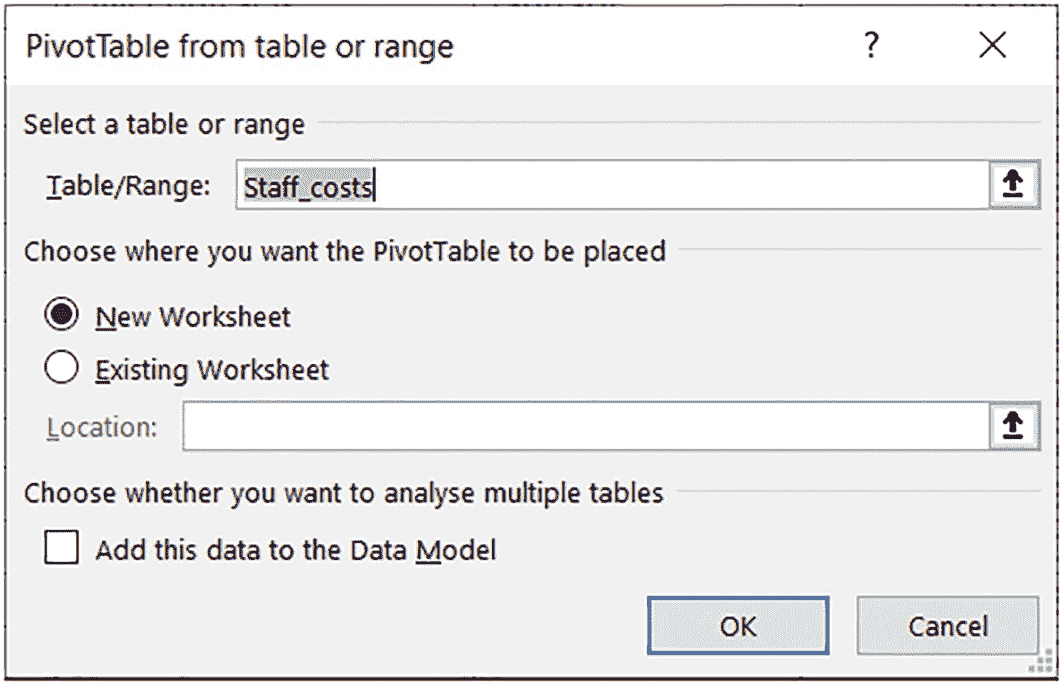 PivotTable from table or range ? ×
Select a table or range
Table/Range: Staff_costs
Choose where you want the PivotTable to be placed
New Worksheet
Existing Worksheet
Location:
Choose whether you want to analyse multiple tables
Add this data to the Data Model
OK Cancel